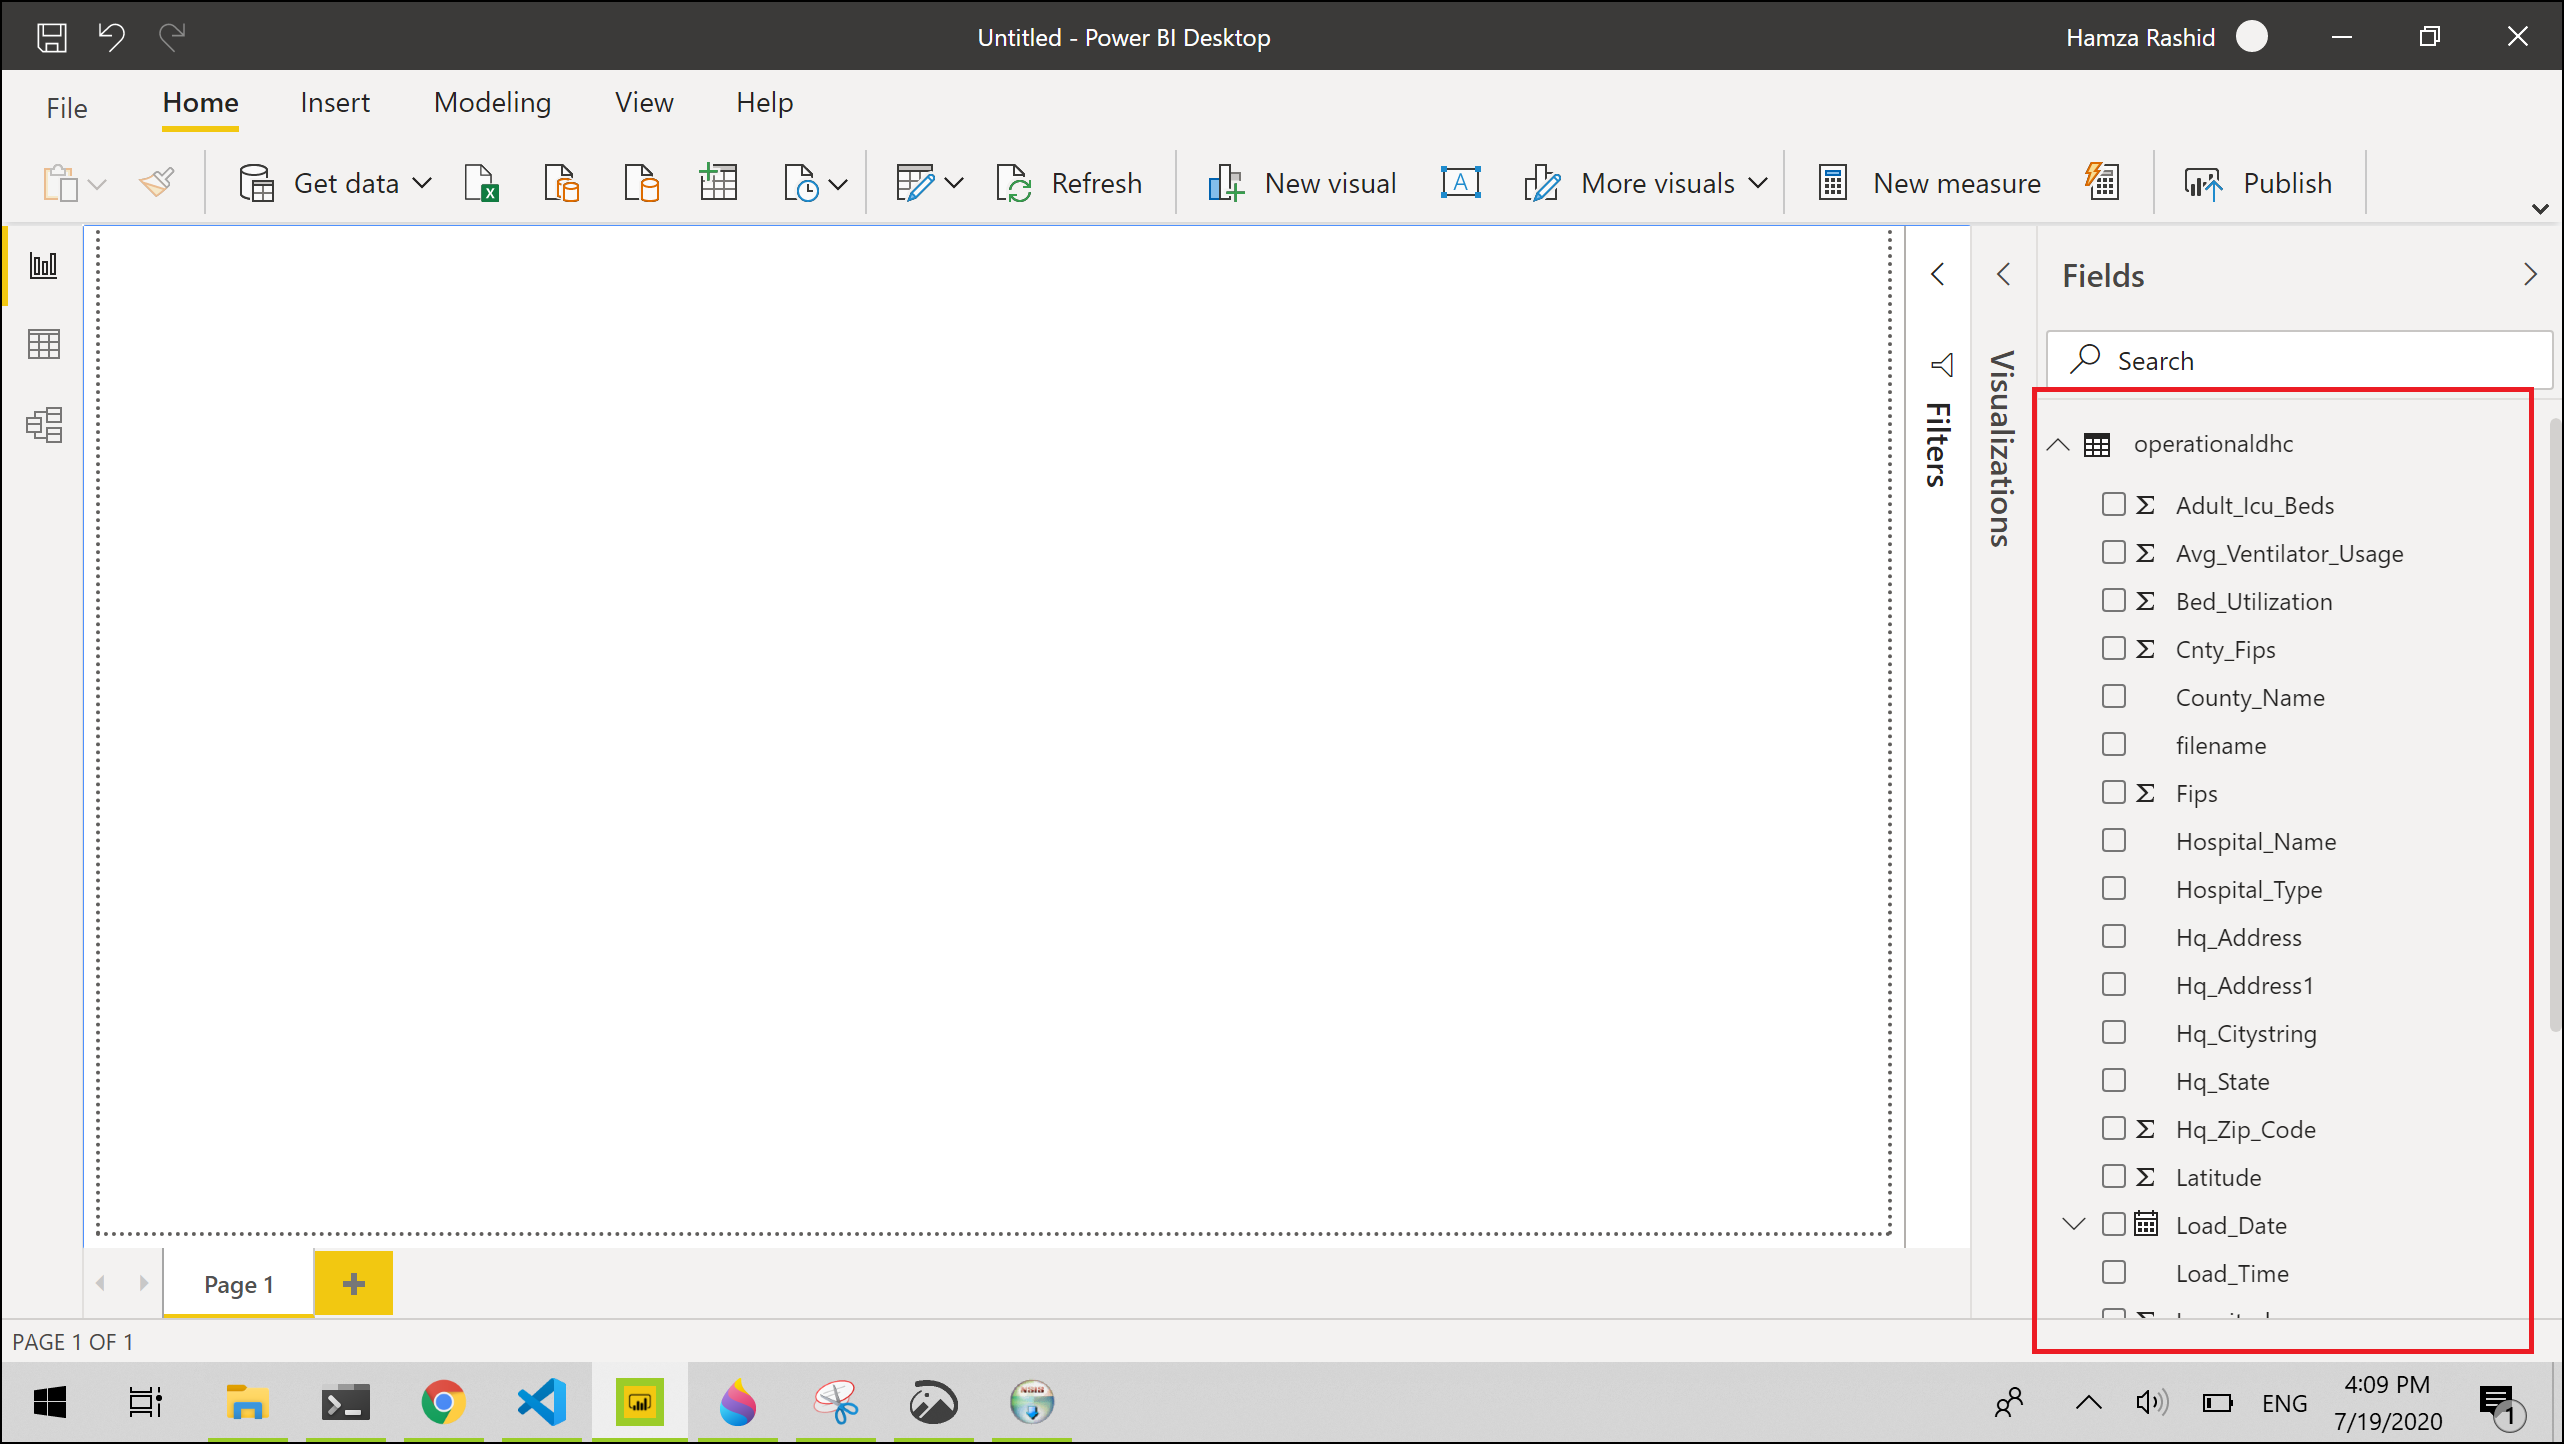 Untitled - Power BI Desktop
Hamza Rashid
File
Home
Insert
Modeling
View
Help
Get data
Refresh
New visual
More visuals
New measure
Publish
Filters
Visualizations
Fields
Search
operationaldhc
Adult_Icu_Beds
Avg_Ventilator_Usage
Bed_Utilization
Cnty_Fips
County_Name
filename
Fips
Hospital_Name
Hospital_Type
Hq_Address
Hq_Address1
Hq_Citystring
Hq_State
Hq_Zip_Code
Latitude
Load_Date
Load_Time
Page 1
PAGE 1 OF 1
ENG
4:09 PM
7/19/2020
1